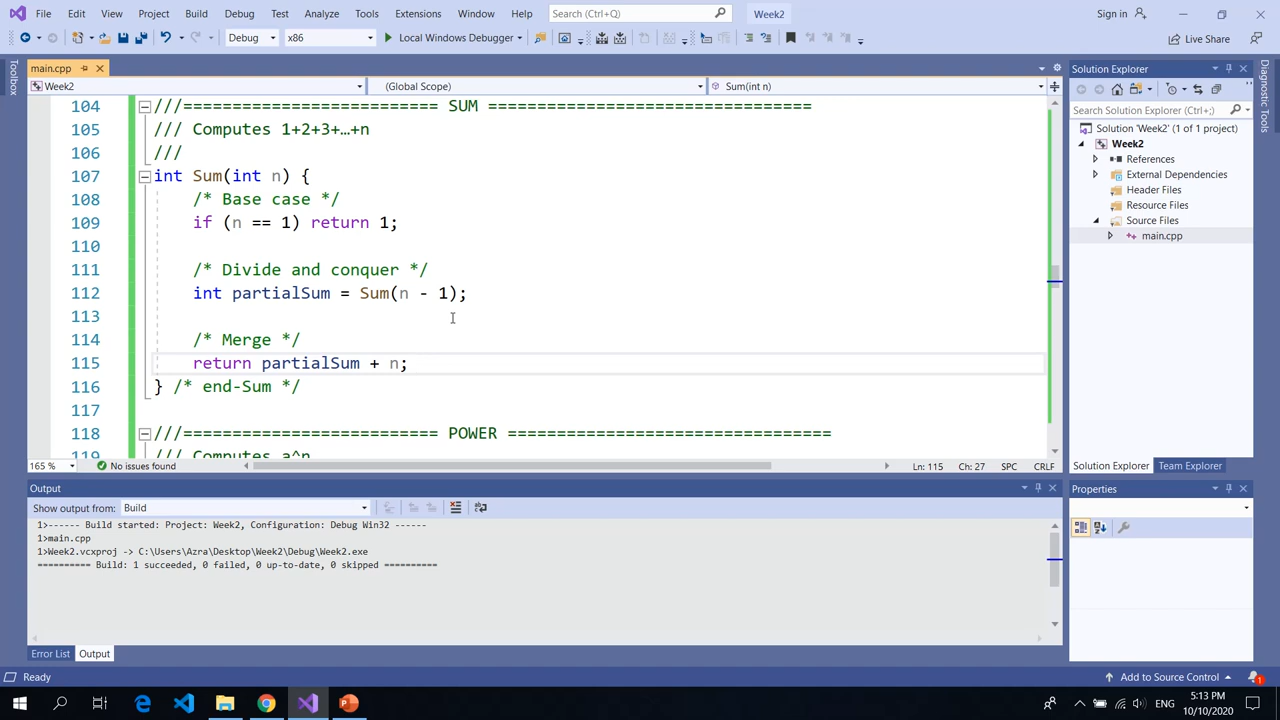 File Edit View Project Build Debug Test Analyze Tools Extensions Window Help Search (Ctrl+Q) Week2 Sign in
Debug x86 Local Windows Debugger Live Share
Toolbox
main.cpp
Week2 (Global Scope) Sum(int n)
104 ///========================== SUM =================================
105 /// Computes 1+2+3+…+n
106 ///
107 int Sum(int n) {
108 /* Base case */
109 if (n == 1) return 1;
110
111 /* Divide and conquer */
112 int partialSum = Sum(n - 1);
113
114 /* Merge */
115 return partialSum + n;
116 } /* end-Sum */
117
118 ///========================== POWER =================================
119 /// Computes a^n
165 % No issues found Ln: 115 Ch: 27 SPC CRLF
Output
Show output from: Build
1>------ Build started: Project: Week2, Configuration: Debug Win32 ------
1>main.cpp
1>Week2.vcxproj -> C:\Users\Azra\Desktop\Week2\Debug\Week2.exe
========== Build: 1 succeeded, 0 failed, 0 up-to-date, 0 skipped ==========
Error List Output
Solution Explorer
Search Solution Explorer (Ctrl+;)
Solution 'Week2' (1 of 1 project)
Week2
References
External Dependencies
Header Files
Resource Files
Source Files
main.cpp
Solution Explorer Team Explorer
Properties
Diagnostic Tools
Ready Add to Source Control 1
ENG 5:13 PM
10/10/2020